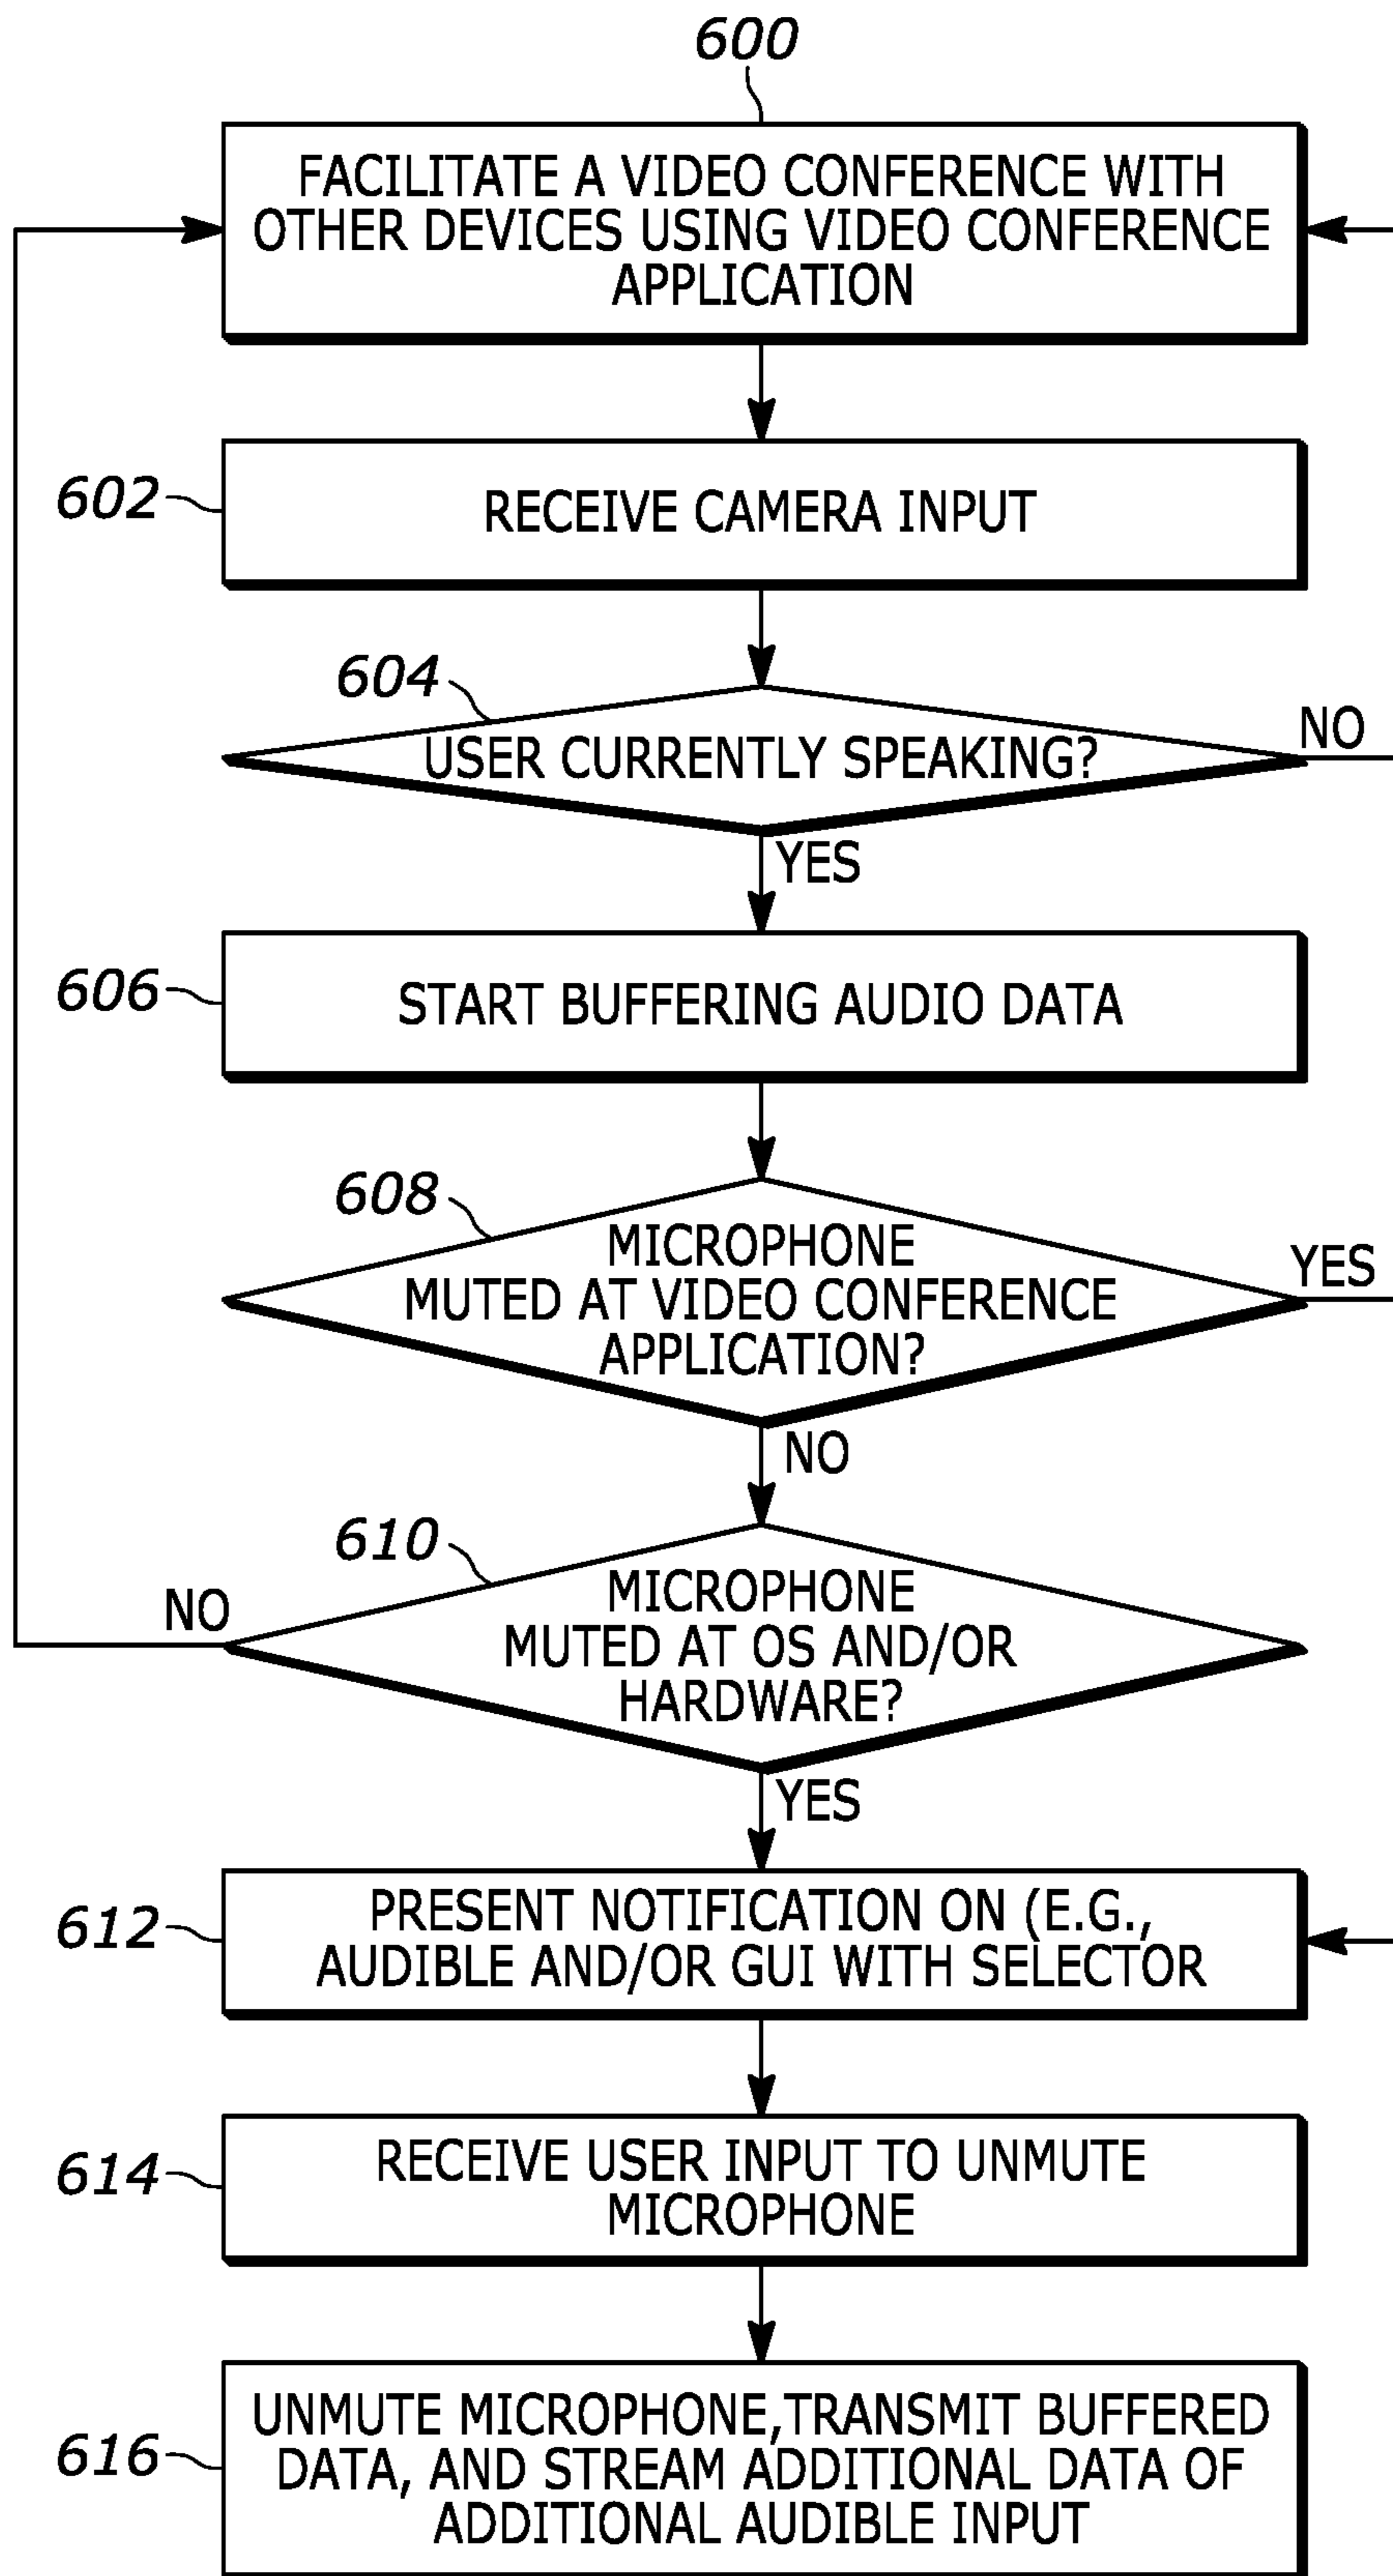 600
FACILITATE A VIDEO CONFERENCE WITH
OTHER DEVICES USING VIDEO CONFERENCE
APPLICATION
602
RECEIVE CAMERA INPUT
604
USER CURRENTLY SPEAKING?
NO
YES
606
START BUFFERING AUDIO DATA
608
MICROPHONE
MUTED AT VIDEO CONFERENCE
APPLICATION?
YES
NO
610
MICROPHONE
MUTED AT OS AND/OR
HARDWARE?
NO
YES
612
PRESENT NOTIFICATION ON (E.G.,
AUDIBLE AND/OR GUI WITH SELECTOR
614
RECEIVE USER INPUT TO UNMUTE
MICROPHONE
616
UNMUTE MICROPHONE,TRANSMIT BUFFERED
DATA, AND STREAM ADDITIONAL DATA OF
ADDITIONAL AUDIBLE INPUT